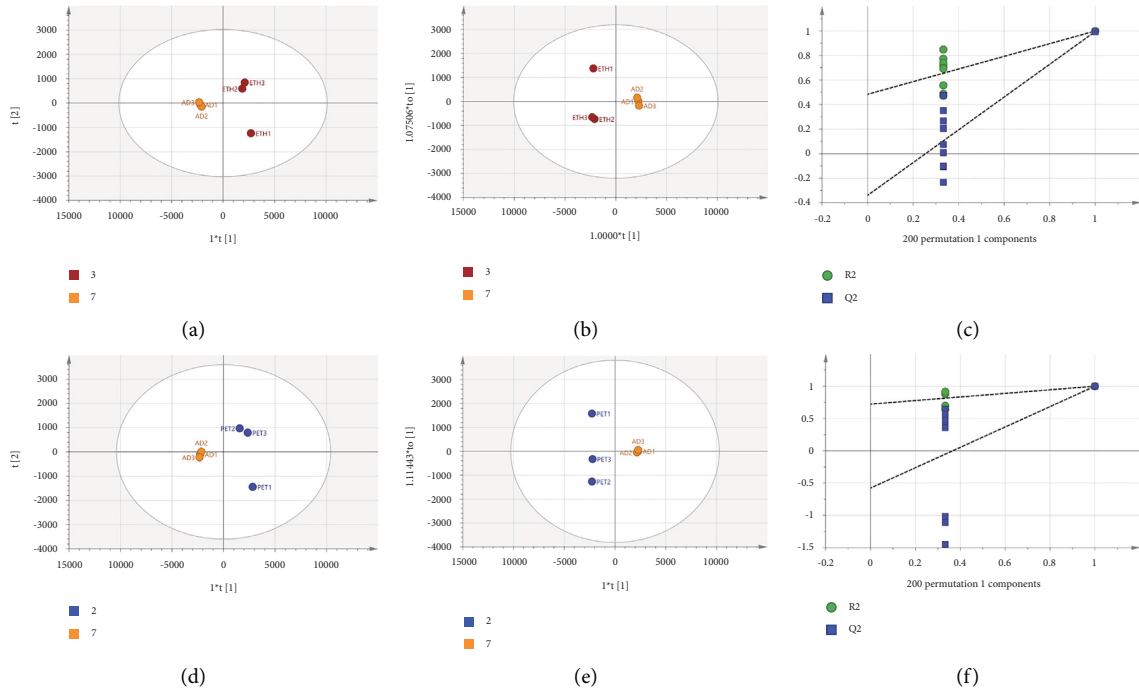 3000
2000
1000
0
-1000
-2000
-3000
-4000
t [2]
ETH3
ETH2
AD3
AD1
AD2
ETH1
15000
-10000
-5000
0
5000
10000
1*t [1]
3
7
(a)
4000
3000
2000
1000
0
-1000
-2000
-3000
-4000
1.07506*to [1]
ETH1
AD2
AD1
AD3
ETH3
ETH2
15000
-10000
-5000
0
5000
10000
1.0000*t [1]
3
7
(b)
1
0.8
0.6
0.4
0.2
0
-0.2
-0.4
-0.2
0
0.2
0.4
0.6
0.8
1
200 permutation 1 components
R2
Q2
(c)
3000
2000
1000
0
-1000
-2000
-3000
-4000
t [2]
PET2
PET3
AD2
AD3
AD1
PET1
15000
-10000
-5000
0
5000
10000
1*t [1]
2
7
(d)
3000
2000
1000
0
-1000
-2000
-3000
-4000
1.11443*to [1]
PET1
AD3
AD2
AD1
PET3
PET2
15000
-10000
-5000
0
5000
10000
1*t [1]
2
7
(e)
1
0.5
0
-0.5
-1
-1.5
-0.2
0
0.2
0.4
0.6
0.8
1
200 permutation 1 components
R2
Q2
(f)